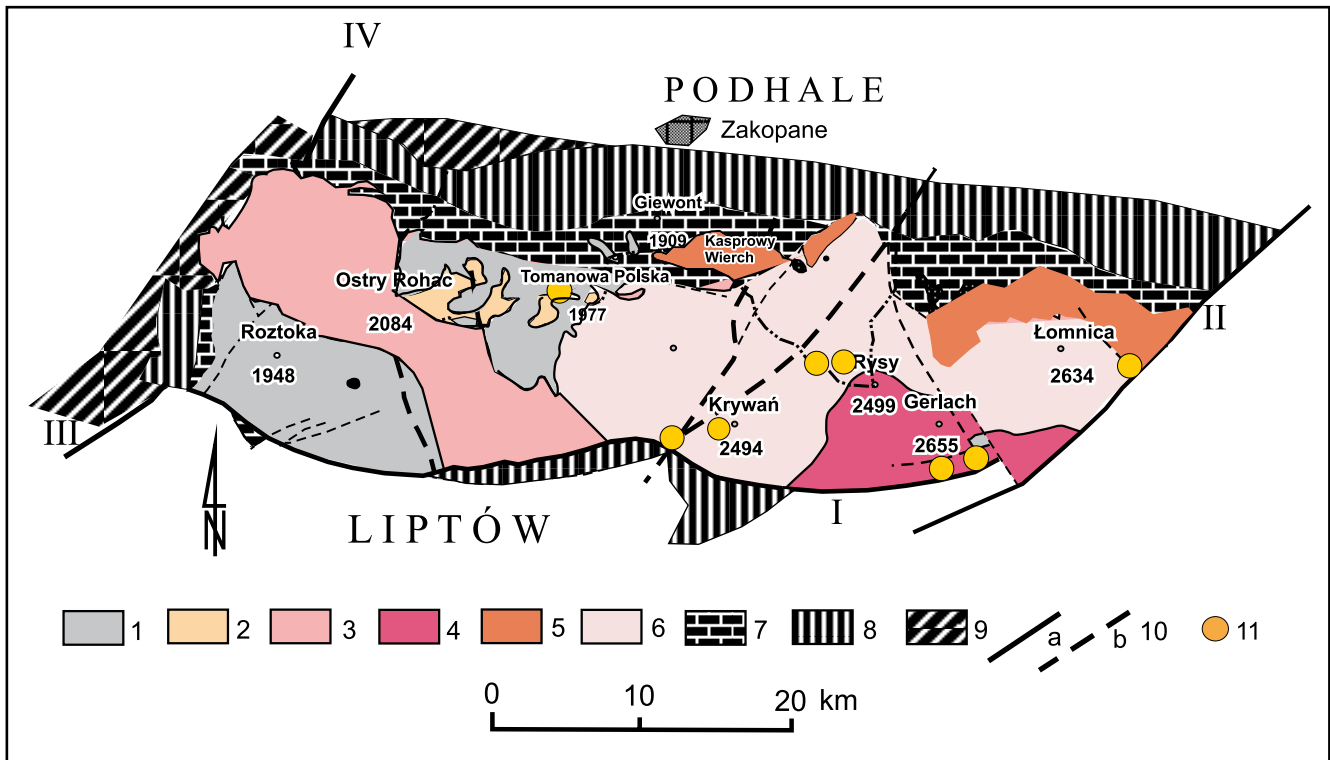 IV
PODHALE
Zakopane
Giewont
1909
Kasprowy
Wierch
Ostry Rohac
Tomanowa Polska
2084
1977
Roztoka
1948
Łomnica
2634
II
Rysy
2499
Krywań
2494
Gerlach
2655
III
I
N
LIPTÓW
1 2 3 4 5 6 7 8 9 a b 10 11
0 10 20 km